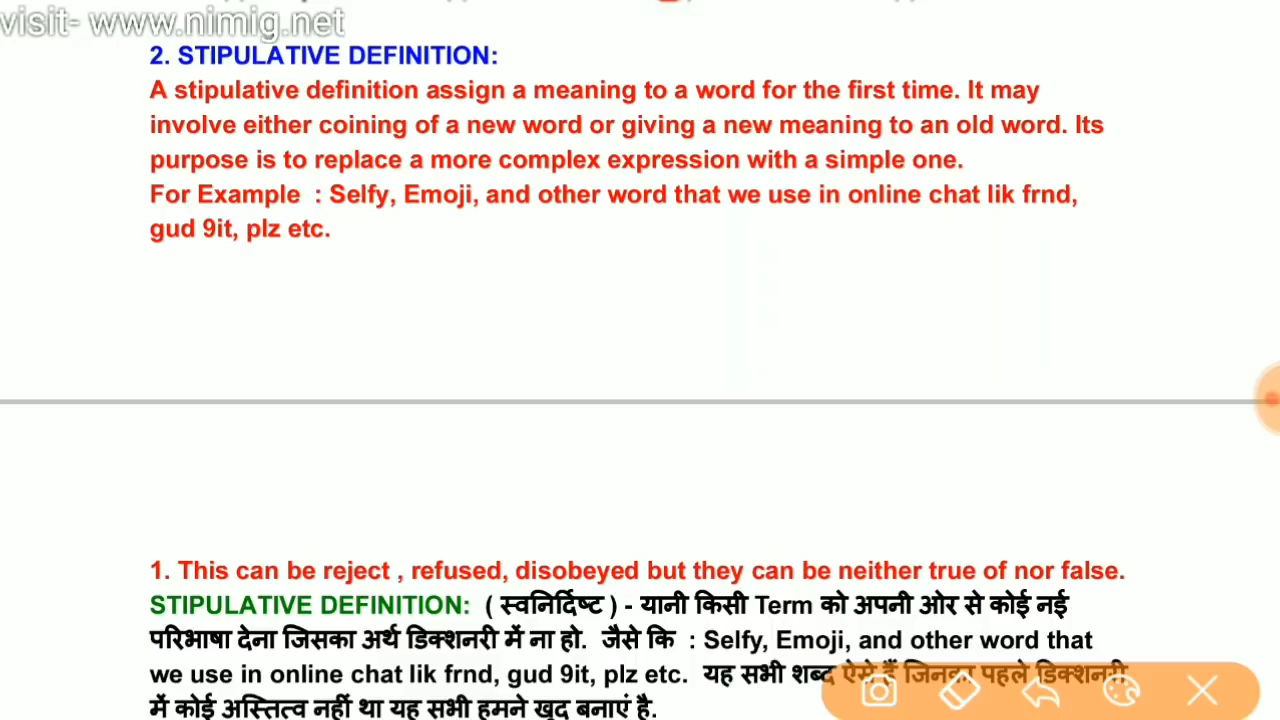 visit- www.nimig.net
2. STIPULATIVE DEFINITION:
A stipulative definition assign a meaning to a word for the first time. It may
involve either coining of a new word or giving a new meaning to an old word. Its
purpose is to replace a more complex expression with a simple one.
For Example : Selfy, Emoji, and other word that we use in online chat lik frnd,
gud 9it, plz etc.
1. This can be reject , refused, disobeyed but they can be neither true of nor false.
STIPULATIVE DEFINITION: ( स्वनिर्दिष्ट ) - यानी किसी Term को अपनी ओर से कोई नई
परिभाषा देना जिसका अर्थ डिक्शनरी में ना हो. जैसे कि : Selfy, Emoji, and other word that
we use in online chat lik frnd, gud 9it, plz etc. यह सभी शब्द ऐसे हैं जिनका पहले डिक्शनरी
में कोई अस्तित्व नहीं था यह सभी हमने खुद बनाएं है.